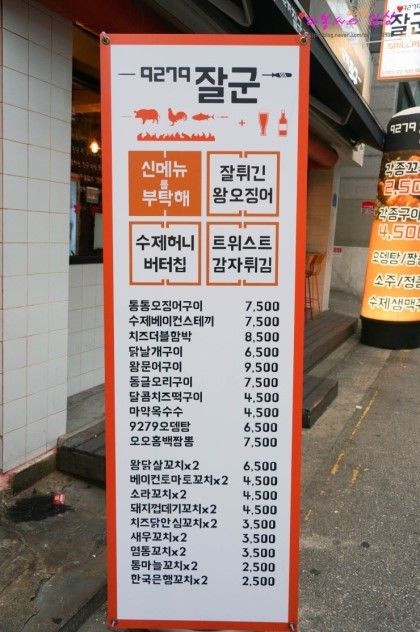 9279 잘군
+
신메뉴
를
부탁해
잘튀긴
왕오징어
수제허니
버터칩
트위스트
감자튀김
통통오징어구이 7,500
수제베이컨스테끼 7,500
치즈더블함박 8,500
닭날개구이 6,500
왕문어구이 9,500
동글오리구이 7,500
달콤치즈떡구이 4,500
마약옥수수 4,500
9279오뎅탕 6,500
오오홍백짬뽕 7,500
왕닭살꼬치x2 6,500
베이컨토마토꼬치x2 4,500
소라꼬치x2 4,500
돼지껍데기꼬치x2 4,500
치즈닭안심꼬치x2 3,500
새우꼬치x2 3,500
염통꼬치x2 3,500
통마늘꼬치x2 2,500
한국은행꼬치x2 2,500
9279
각종꼬
2,50
각종구이
4,500
오뎅탕/짬
소주/정종
수제생맥주